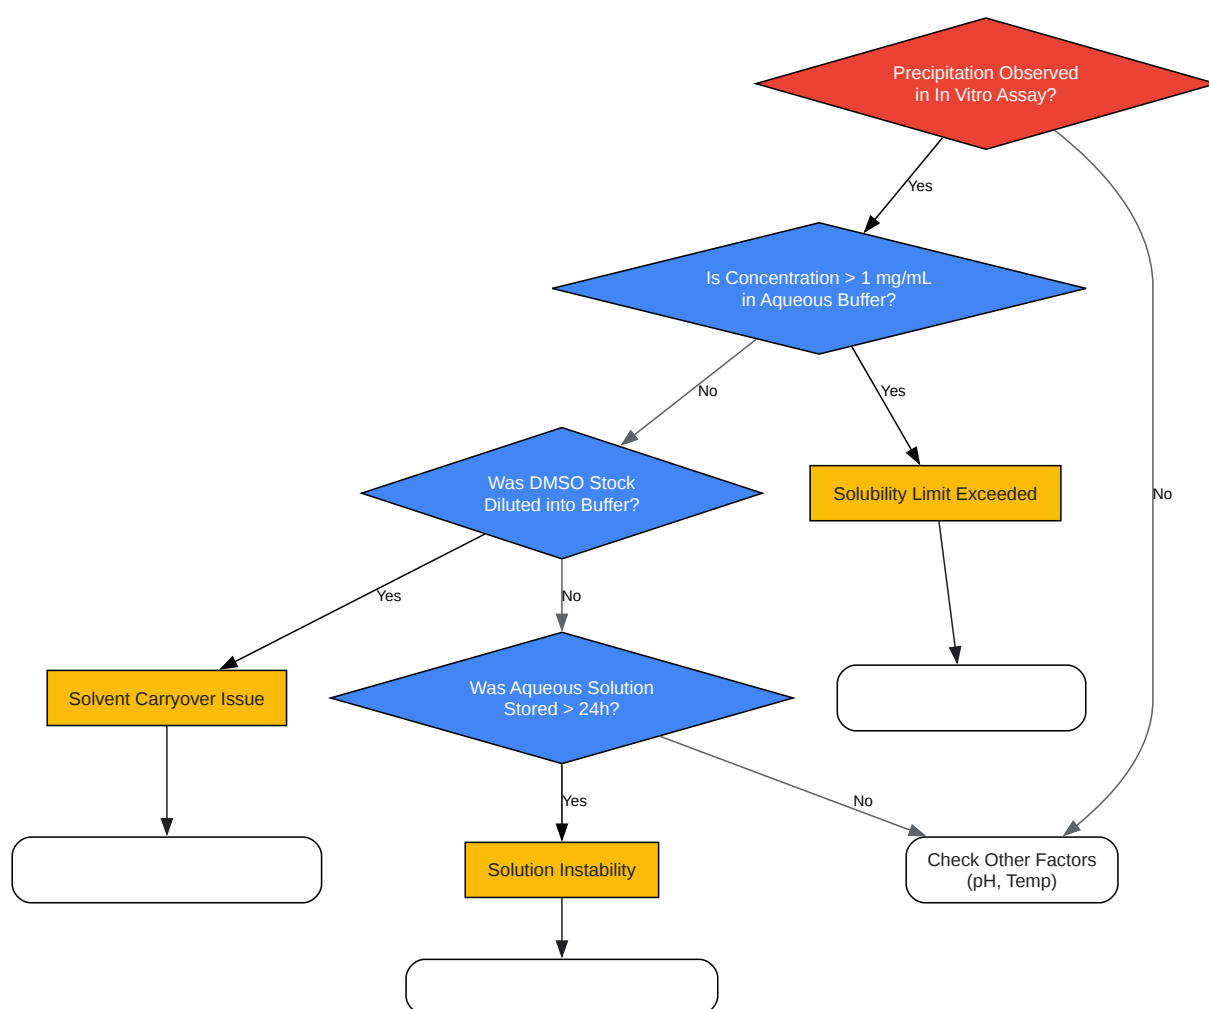 Precipitation Observed
in In Vitro Assay?
Yes
Is Concentration > 1 mg/mL
in Aqueous Buffer?
No
Yes
Was DMSO Stock
Diluted into Buffer?
Solubility Limit Exceeded
No
Yes
No
Was Aqueous Solution
Stored > 24h?
Solvent Carryover Issue
Yes
No
Check Other Factors
(pH, Temp)
Solution Instability